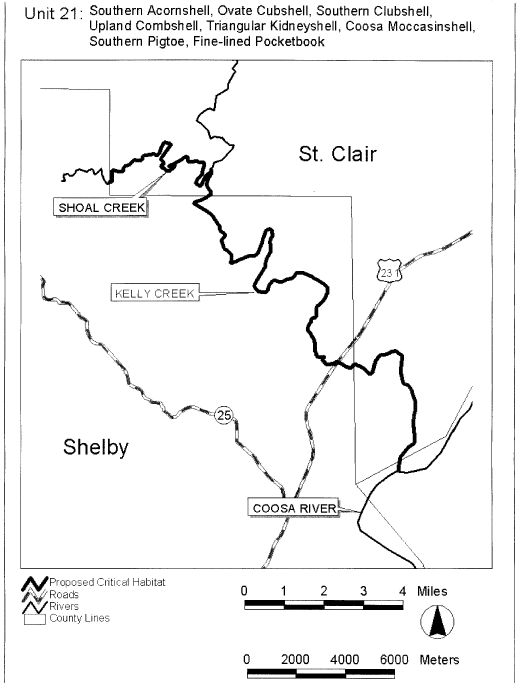 Unit 21: Southern Acornshell, Ovate Cubshell, Southern Clubshell,
Upland Combshell, Triangular Kidneyshell, Coosa Moccasinshell,
Southern Pigtoe, Fine-lined Pocketbook
St. Clair
SHOAL CREEK
231
KELLY CREEK
25
Shelby
COOSA RIVER
Proposed Critical Habitat
Roads
Rivers
County Lines
0 1 2 3 4 Miles
0 2000 4000 6000 Meters